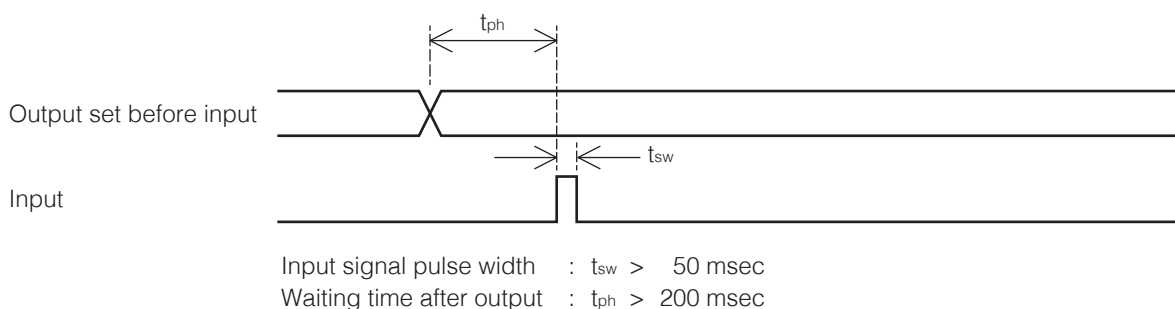 tph
Output set before input
tsw
Input
Input signal pulse width : tsw > 50 msec
Waiting time after output : tph > 200 msec